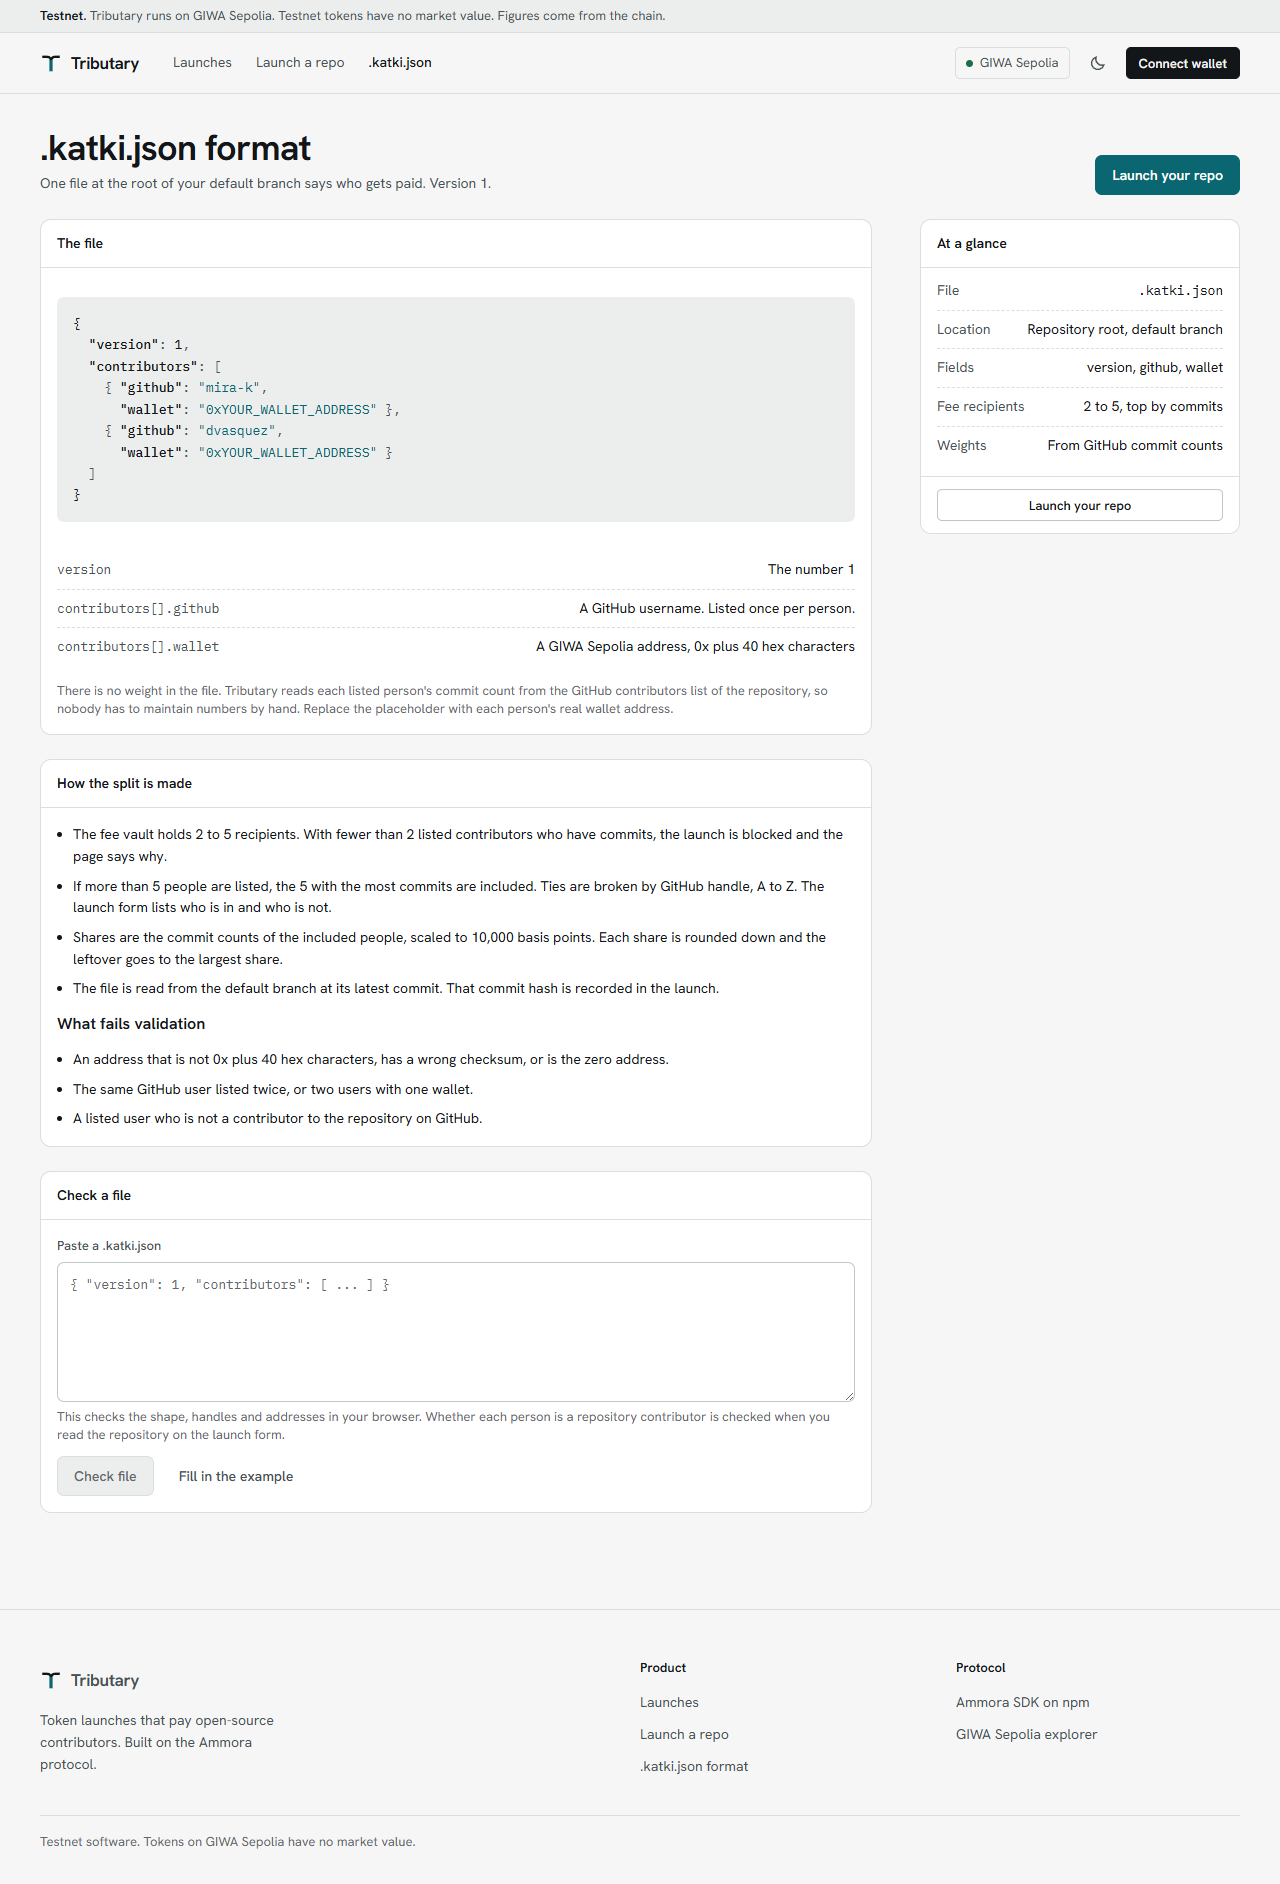 Testnet. Tributary runs on GIWA Sepolia. Testnet tokens have no market value. Figures come from the chain.
Tributary
Launches
Launch a repo
.katki.json
GIWA Sepolia
Connect wallet
.katki.json format
One file at the root of your default branch says who gets paid. Version 1.
Launch your repo
The file
{
"version": 1,
"contributors": [
{ "github": "mira-k",
"wallet": "0xYOUR_WALLET_ADDRESS" },
{ "github": "dvasquez",
"wallet": "0xYOUR_WALLET_ADDRESS" }
]
}
version
The number 1
contributors[].github
A GitHub username. Listed once per person.
contributors[].wallet
A GIWA Sepolia address, 0x plus 40 hex characters
There is no weight in the file. Tributary reads each listed person's commit count from the GitHub contributors list of the repository, so
nobody has to maintain numbers by hand. Replace the placeholder with each person's real wallet address.
At a glance
File
.katki.json
Location
Repository root, default branch
Fields
version, github, wallet
Fee recipients
2 to 5, top by commits
Weights
From GitHub commit counts
Launch your repo
How the split is made
The fee vault holds 2 to 5 recipients. With fewer than 2 listed contributors who have commits, the launch is blocked and the
page says why.
If more than 5 people are listed, the 5 with the most commits are included. Ties are broken by GitHub handle, A to Z. The
launch form lists who is in and who is not.
Shares are the commit counts of the included people, scaled to 10,000 basis points. Each share is rounded down and the
leftover goes to the largest share.
The file is read from the default branch at its latest commit. That commit hash is recorded in the launch.
What fails validation
An address that is not 0x plus 40 hex characters, has a wrong checksum, or is the zero address.
The same GitHub user listed twice, or two users with one wallet.
A listed user who is not a contributor to the repository on GitHub.
Check a file
Paste a .katki.json
{ "version": 1, "contributors": [ ... ] }
This checks the shape, handles and addresses in your browser. Whether each person is a repository contributor is checked when you
read the repository on the launch form.
Check file
Fill in the example
Tributary
Token launches that pay open-source
contributors. Built on the Ammora
protocol.
Product
Launches
Launch a repo
.katki.json format
Protocol
Ammora SDK on npm
GIWA Sepolia explorer
Testnet software. Tokens on GIWA Sepolia have no market value.